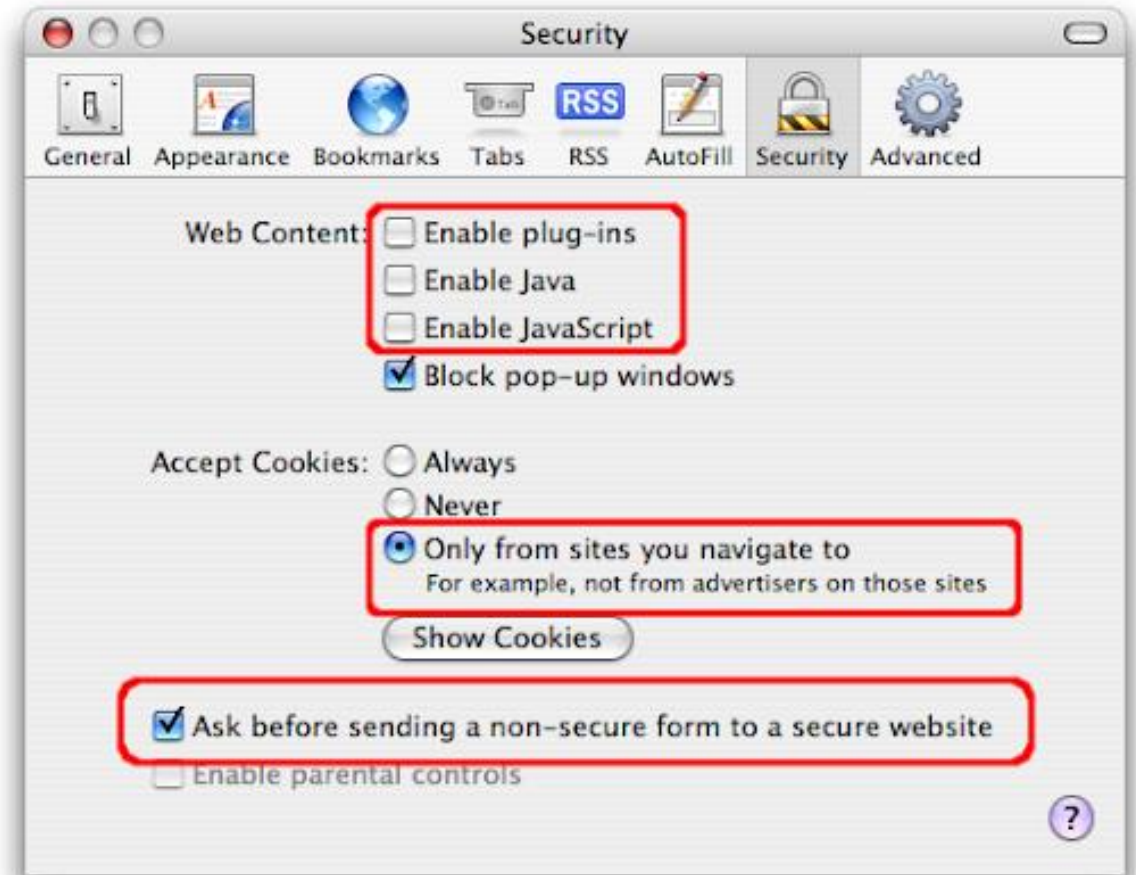 Security
General Appearance Bookmarks Tabs RSS AutoFill Security Advanced
Web Content: Enable plug-ins
Enable Java
Enable JavaScript
Block pop-up windows
Accept Cookies: Always
Never
Only from sites you navigate to
For example, not from advertisers on those sites
Show Cookies
Ask before sending a non-secure form to a secure website
Enable parental controls
?